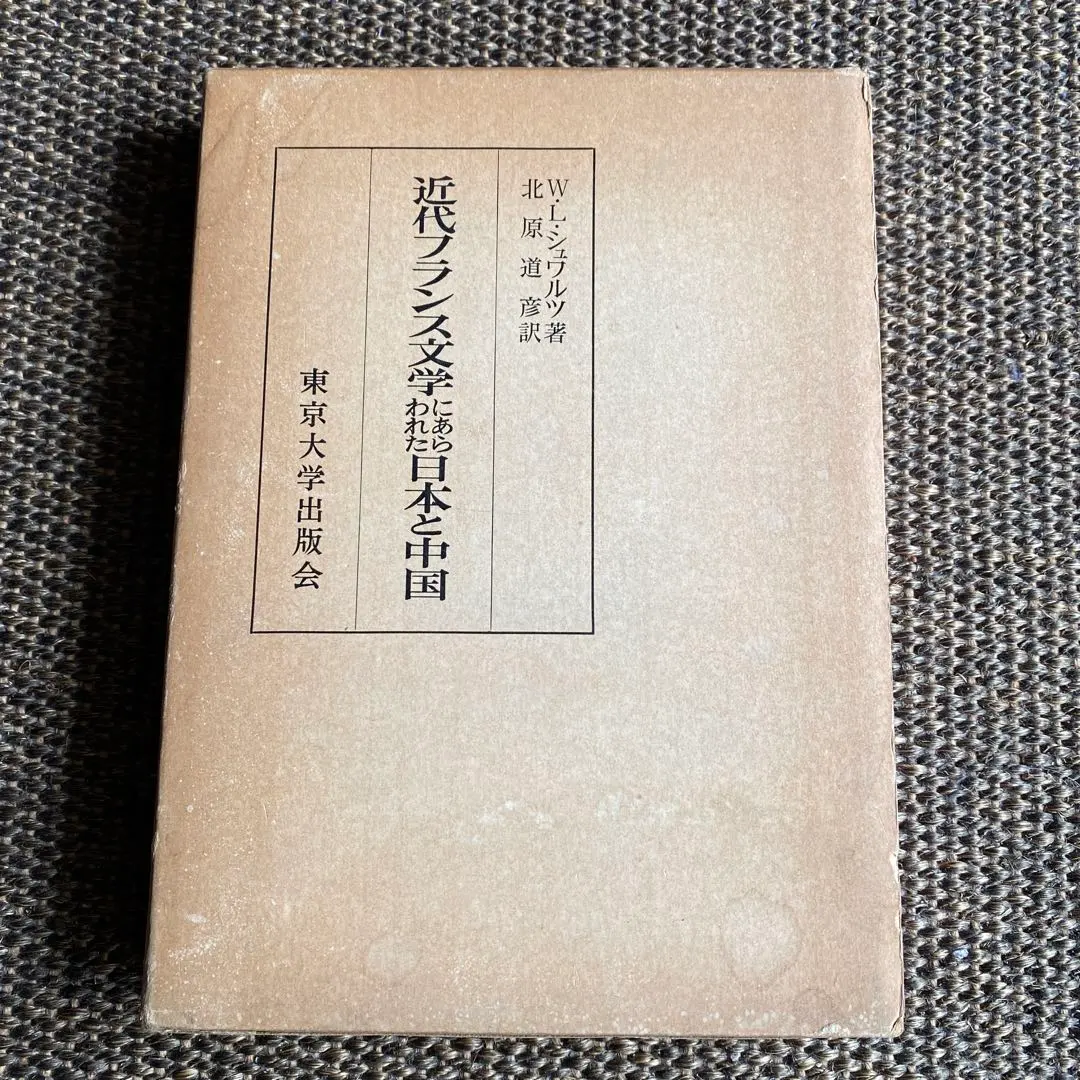 W・L・シュワルツ著
北原道彦訳
近代フランス文学にあらわれた日本と中国
東京大学出版会